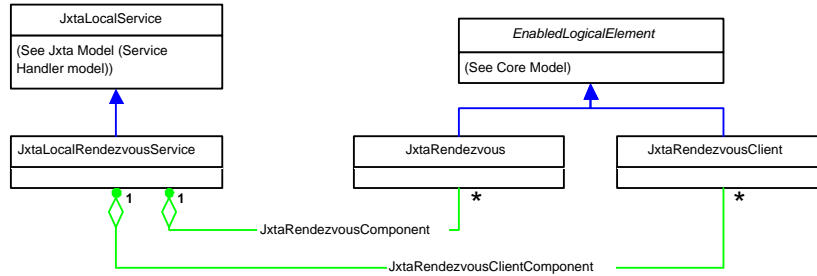 JxtaLocalService
(See Jxta Model (Service
Handler model))
EnabledLogicalElement
(See Core Model)
JxtaLocalRendezvousService
JxtaRendezvous
JxtaRendezvousClient
1
1
*
*
JxtaRendezvousComponent
JxtaRendezvousClientComponent